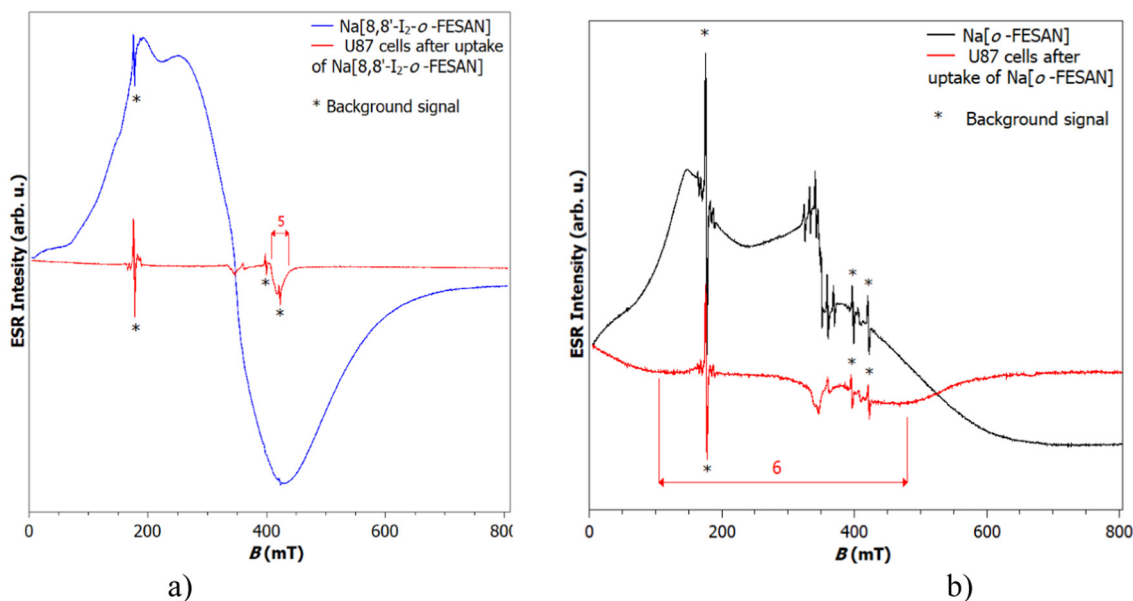 Na[8,8'-I₂-o -FESAN]
U87 cells after uptake
of Na[8,8'-I₂-o -FESAN]
* Background signal
*
5
*
*
*
ESR Intesity (arb. u.)
0
200
400
600
800
B (mT)
a)
Na[o -FESAN]
U87 cells after
uptake of Na[o -FESAN]
* Background signal
*
*
*
*
*
*
6
ESR Intensity (arb. u.)
0
200
400
600
800
B (mT)
b)